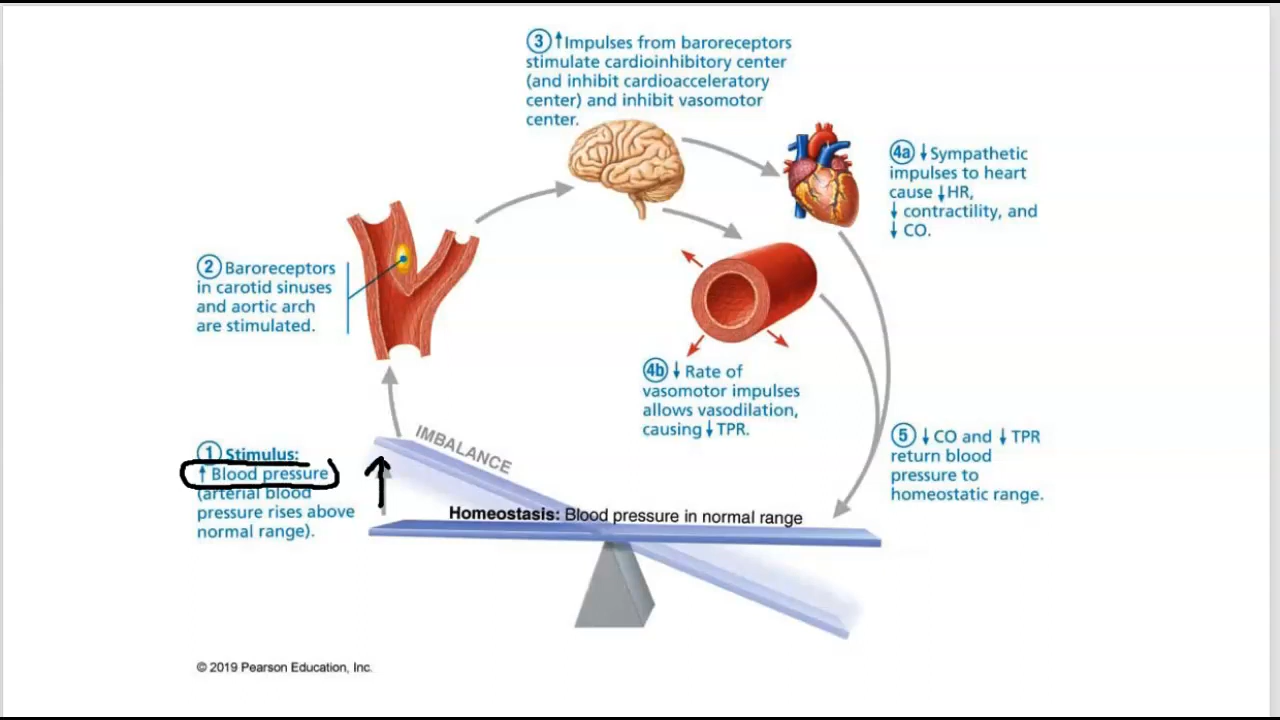 ③ ↑Impulses from baroreceptors
stimulate cardioinhibitory center
(and inhibit cardioacceleratory
center) and inhibit vasomotor
center.
4a ↓Sympathetic
impulses to heart
cause ↓HR,
↓ contractility, and
↓ CO.
② Baroreceptors
in carotid sinuses
and aortic arch
are stimulated.
4b ↓ Rate of
vasomotor impulses
allows vasodilation,
causing ↓TPR.
① Stimulus:
↑ Blood pressure
(arterial blood
pressure rises above
normal range).
IMBALANCE
⑤ ↓CO and ↓TPR
return blood
pressure to
homeostatic range.
Homeostasis: Blood pressure in normal range
© 2019 Pearson Education, Inc.